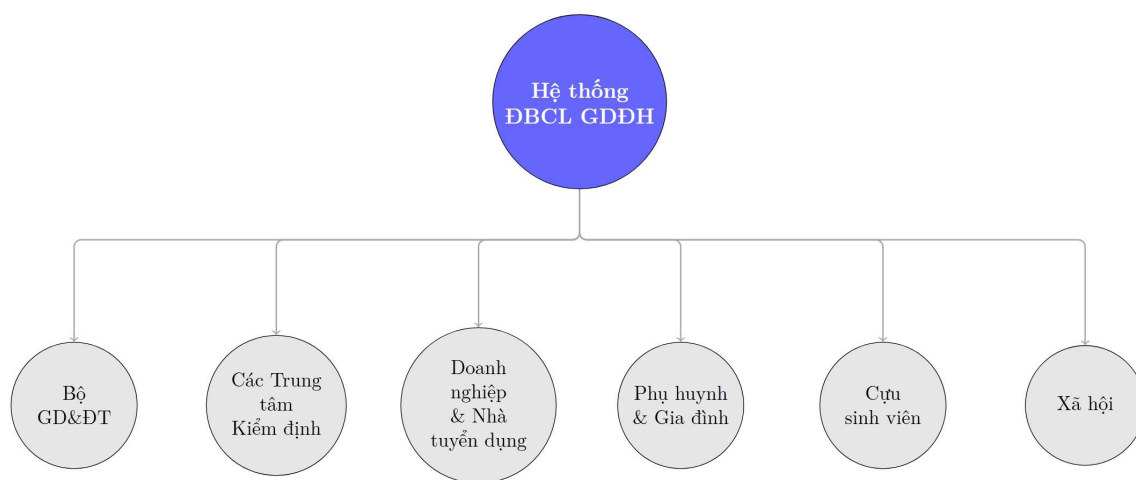 Hệ thống
ĐBCL GDĐH
Bộ
GD&ĐT
Các Trung
tâm
Kiểm định
Doanh
nghiệp
& Nhà
tuyển dụng
Phụ huynh
& Gia đình
Cựu
sinh viên
Xã hội